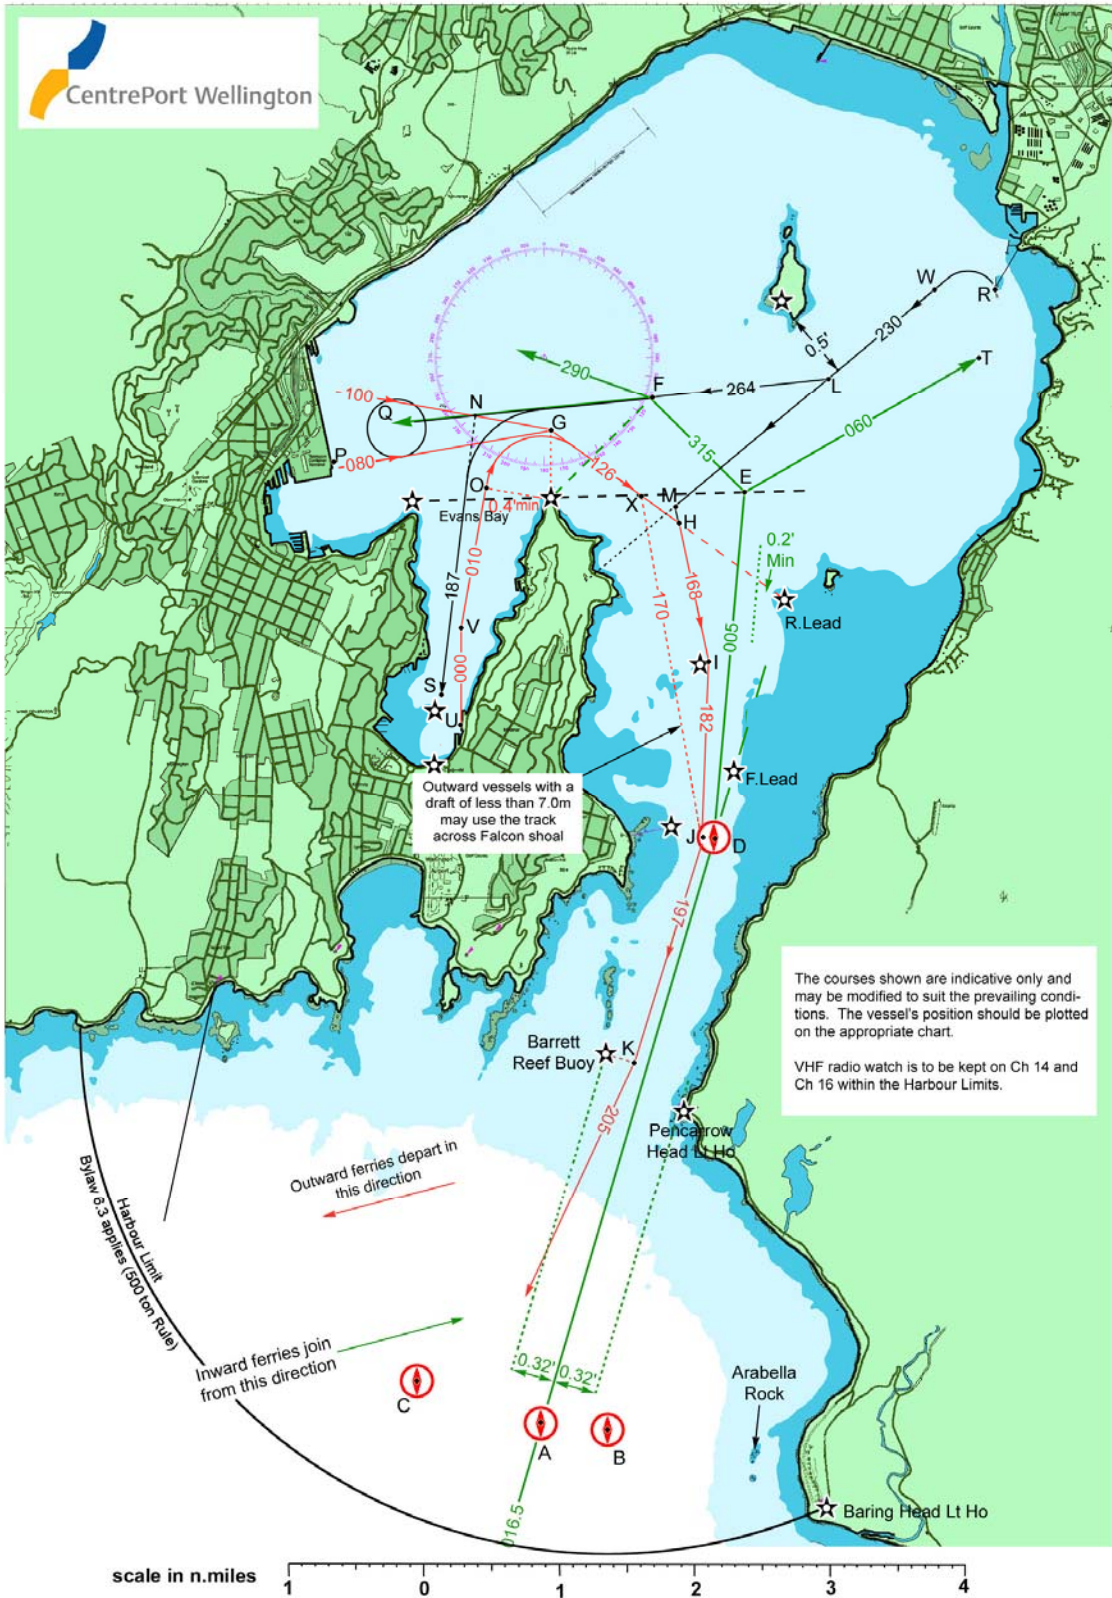 CentrePort Wellington
W
R
0.5'
230
T
290
F
264
L
100
N
Q
G
060
080
P
126
315
O
0.4'min
X
M
E
Evans Bay
H
0.2'
Min
010
187
168
170
005
R.Lead
V
000
I
S
U
182
F.Lead
Outward vessels with a
draft of less than 7.0m
may use the track
across Falcon shoal
J
D
197
The courses shown are indicative only and
may be modified to suit the prevailing condi-
tions. The vessel's position should be plotted
on the appropriate chart.
VHF radio watch is to be kept on Ch 14 and
Ch 16 within the Harbour Limits.
Barrett
Reef Buoy
K
205
Pencarrow
Head Lt Ho
Outward ferries depart in
this direction
Harbour Limit
Bylaw 6.3 applies (500 ton Rule)
Inward ferries join
from this direction
0.32'
0.32'
Arabella
Rock
C
A
B
016.5
Baring Head Lt Ho
scale in n.miles
1 0 1 2 3 4